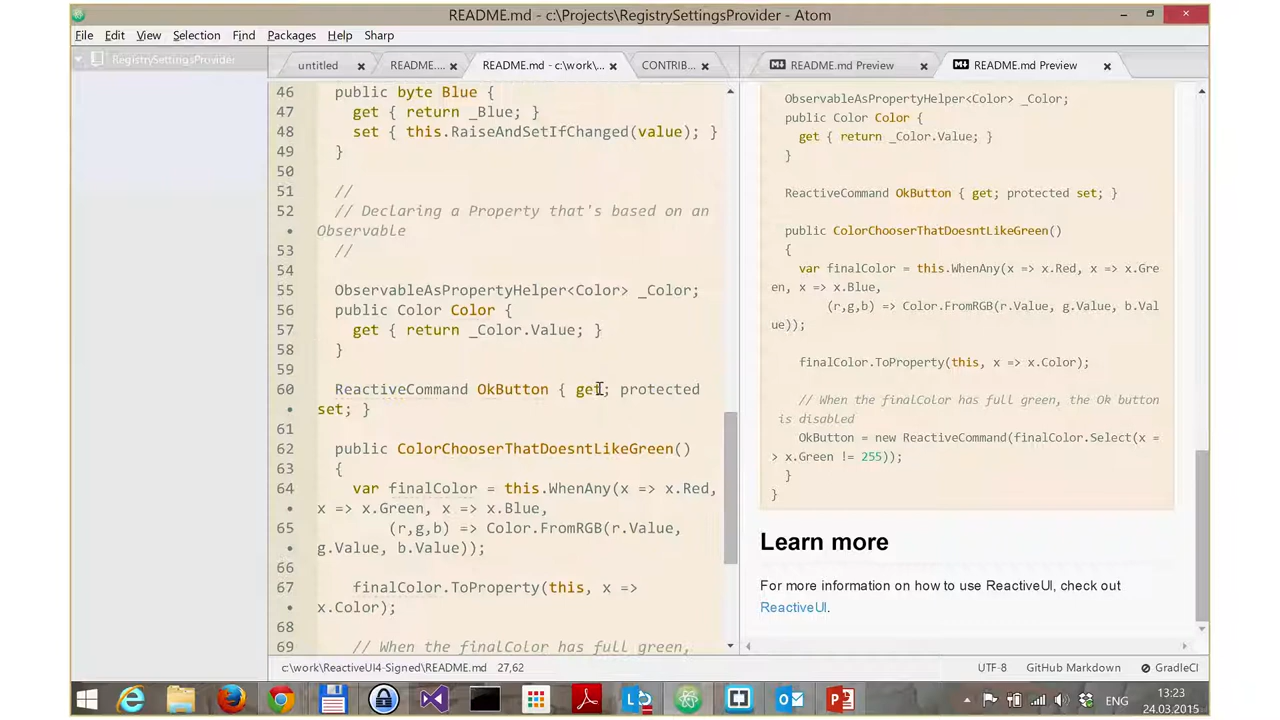 README.md - c:\Projects\RegistrySettingsProvider - Atom
File Edit View Selection Find Packages Help Sharp
RegistrySettingsProvider
untitled README.... README.md - c:\work\... CONTRIB... README.md Preview README.md Preview
46 public byte Blue {
47 get { return _Blue; }
48 set { this.RaiseAndSetIfChanged(value); }
49 }
50
51 //
52 // Declaring a Property that's based on an
Observable
53 //
54
55 ObservableAsPropertyHelper<Color> _Color;
56 public Color Color {
57 get { return _Color.Value; }
58 }
59
60 ReactiveCommand OkButton { get; protected
set; }
61
62 public ColorChooserThatDoesntLikeGreen()
63 {
64 var finalColor = this.WhenAny(x => x.Red,
x => x.Green, x => x.Blue,
65 (r,g,b) => Color.FromRGB(r.Value,
g.Value, b.Value));
66
67 finalColor.ToProperty(this, x =>
x.Color);
68
69 // When the finalColor has full green,
ObservableAsPropertyHelper<Color> _Color;
public Color Color {
get { return _Color.Value; }
}
ReactiveCommand OkButton { get; protected set; }
public ColorChooserThatDoesntLikeGreen()
{
var finalColor = this.WhenAny(x => x.Red, x => x.Gre
en, x => x.Blue,
(r,g,b) => Color.FromRGB(r.Value, g.Value, b.Val
ue));
finalColor.ToProperty(this, x => x.Color);
// When the finalColor has full green, the Ok button
is disabled
OkButton = new ReactiveCommand(finalColor.Select(x =
> x.Green != 255));
}
}
Learn more
For more information on how to use ReactiveUI, check out
ReactiveUI.
c:\work\ReactiveUI4-Signed\README.md 27,62 UTF-8 GitHub Markdown GradleCI
ENG
13:23
24.03.2015